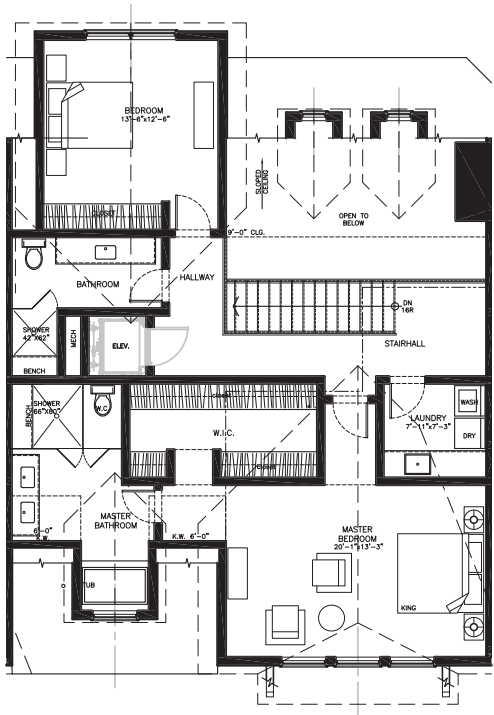 BEDROOM
13'-6"x12'-6"
SLOPED
CEILING
CLOSET
OPEN TO
BELOW
9'-0" CLG.
HALLWAY
BATHROOM
DN
16R
SHOWER
42"X62"
MECH
ELEV.
STAIRHALL
BENCH
SHOWER
66"X60"
BENCH
W.C.
closet
WASH
LAUNDRY
7'-11"x7'-3"
W.I.C.
DRY
closet
MASTER
BATHROOM
6'-0"
K.W.
K.W. 6'-0"
MASTER
BEDROOM
20'-1"x13'-3"
TUB
KING